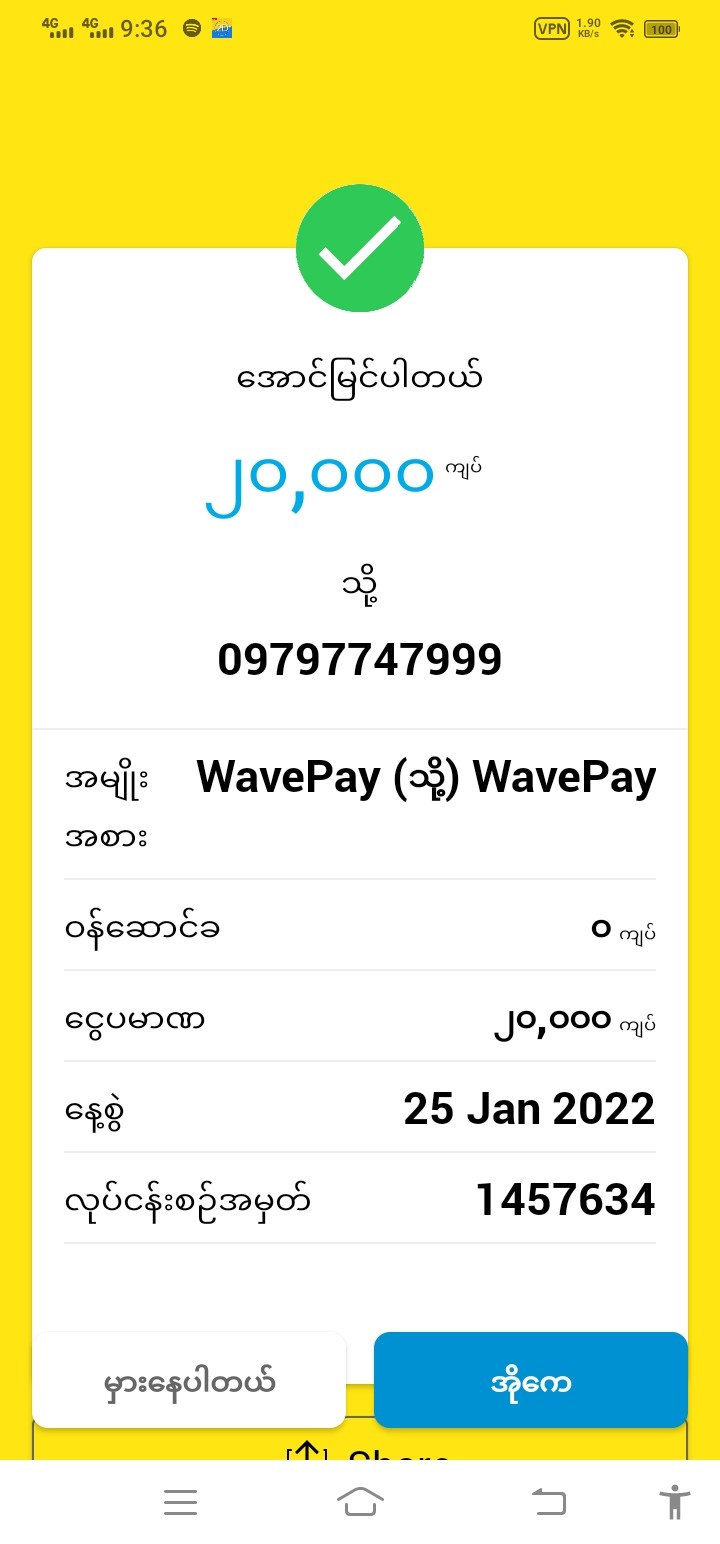 4G 4G 9:36 VPN 1.90 KB/s 100
အောင်မြင်ပါတယ်
၂၀,၀၀၀ ကျပ်
သို့
09797747999
အမျိုး WavePay (သို့) WavePay
အစား
ဝန်ဆောင်ခ ၀ ကျပ်
ငွေပမာဏ ၂၀,၀၀၀ ကျပ်
နေ့စွဲ 25 Jan 2022
လုပ်ငန်းစဉ်အမှတ် 1457634
မှားနေပါတယ် အိုကေ
Share